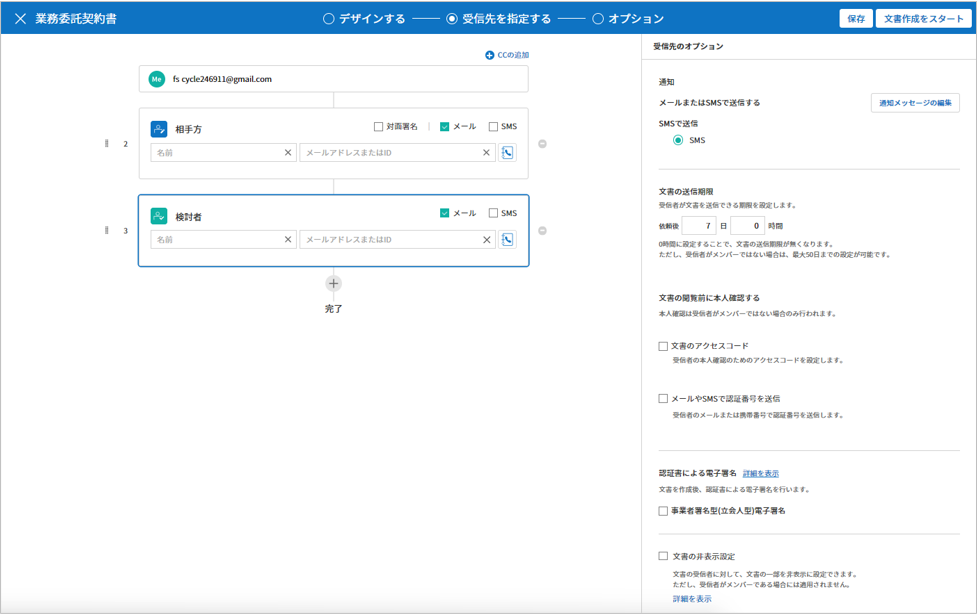 業務委託契約書
デザインする
受信先を指定する
オプション
保存
文書作成をスタート
CCの追加
Me
fs cycle246911@gmail.com
2
相手方
対面署名
メール
SMS
名前
メールアドレスまたはID
3
検討者
メール
SMS
名前
メールアドレスまたはID
完了
受信先のオプション
通知
メールまたはSMSで送信する
通知メッセージの編集
SMSで送信
SMS
文書の送信期限
受信者が文書を送信できる期限を設定します。
依頼後 7 日 0 時間
0時間に設定することで、文書の送信期限が無くなります。
ただし、受信者がメンバーではない場合は、最大50日までの設定が可能です。
文書の閲覧前に本人確認する
本人確認は受信者がメンバーではない場合のみ行われます。
文書のアクセスコード
受信者の本人確認のためのアクセスコードを設定します。
メールやSMSで認証番号を送信
受信者のメールまたは携帯番号で認証番号を送信します。
認証書による電子署名 詳細を表示
文書を作成後、認証書による電子署名を行います。
事業者署名型(立会人型)電子署名
文書の非表示設定
文書の受信者に対して、文書の一部を非表示に設定できます。
ただし、受信者がメンバーである場合には適用されません。
詳細を表示